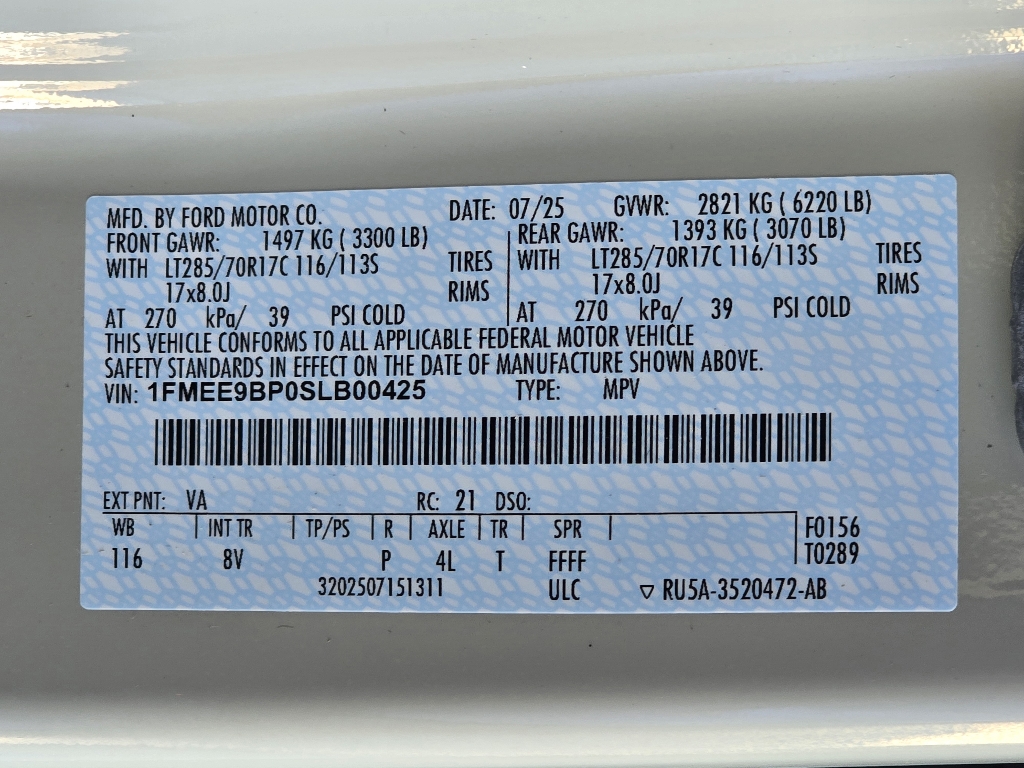 MFD. BY FORD MOTOR CO. DATE: 07/25 GVWR: 2821 KG ( 6220 LB)
FRONT GAWR: 1497 KG ( 3300 LB) REAR GAWR: 1393 KG ( 3070 LB)
WITH LT285/70R17C 116/113S TIRES WITH LT285/70R17C 116/113S TIRES
17x8.0J RIMS 17x8.0J RIMS
AT 270 kPa/ 39 PSI COLD AT 270 kPa/ 39 PSI COLD
THIS VEHICLE CONFORMS TO ALL APPLICABLE FEDERAL MOTOR VEHICLE
SAFETY STANDARDS IN EFFECT ON THE DATE OF MANUFACTURE SHOWN ABOVE.
VIN: 1FMEE9BP0SLB00425 TYPE: MPV
EXT PNT: VA RC: 21 DSO:
WB INT TR TP/PS R AXLE TR SPR F0156
116 8V P 4L T FFFF T0289
3202507151311 ULC ▽ RU5A-3520472-AB